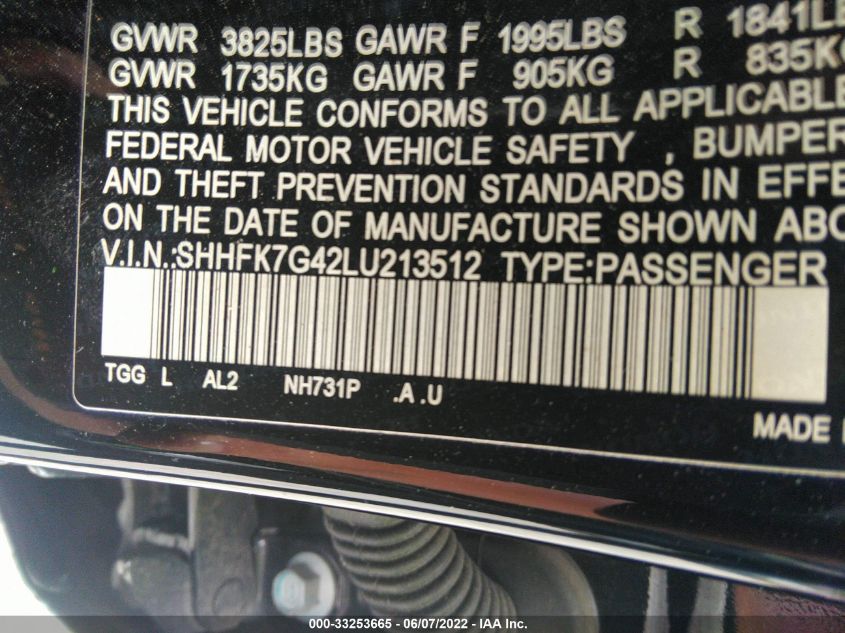 GVWR 3825LBS GAWR F 1995LBS R 1841LB
GVWR 1735KG GAWR F 905KG R 835KG
THIS VEHICLE CONFORMS TO ALL APPLICABLE
FEDERAL MOTOR VEHICLE SAFETY , BUMPER
AND THEFT PREVENTION STANDARDS IN EFFE
ON THE DATE OF MANUFACTURE SHOWN ABO
V.I.N.:SHHFK7G42LU213512 TYPE:PASSENGER
TGG L AL2 NH731P .A .U
MADE
000-33253665 - 06/07/2022 - IAA Inc.